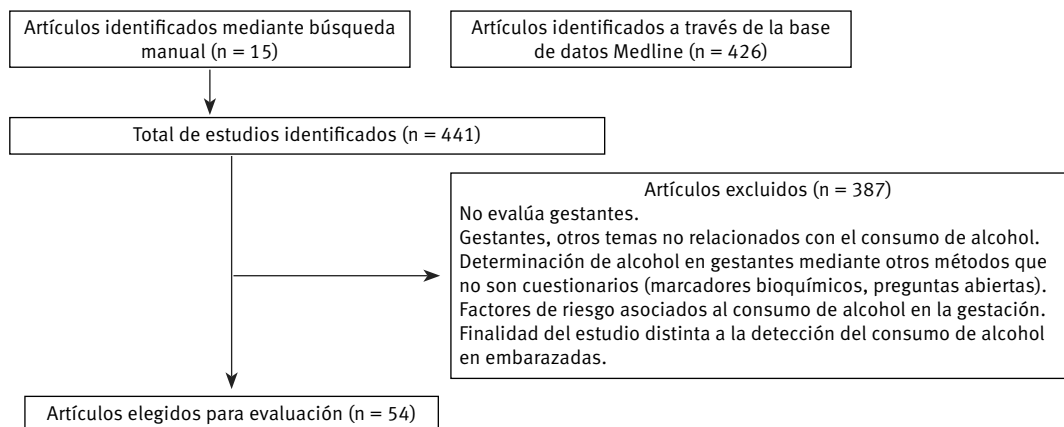 Artículos identificados mediante búsqueda
manual (n = 15)
Artículos identificados a través de la base
de datos Medline (n = 426)
Total de estudios identificados (n = 441)
Artículos excluidos (n = 387)
No evalúa gestantes.
Gestantes, otros temas no relacionados con el consumo de alcohol.
Determinación de alcohol en gestantes mediante otros métodos que
no son cuestionarios (marcadores bioquímicos, preguntas abiertas).
Factores de riesgo asociados al consumo de alcohol en la gestación.
Finalidad del estudio distinta a la detección del consumo de alcohol
en embarazadas.
Artículos elegidos para evaluación (n = 54)